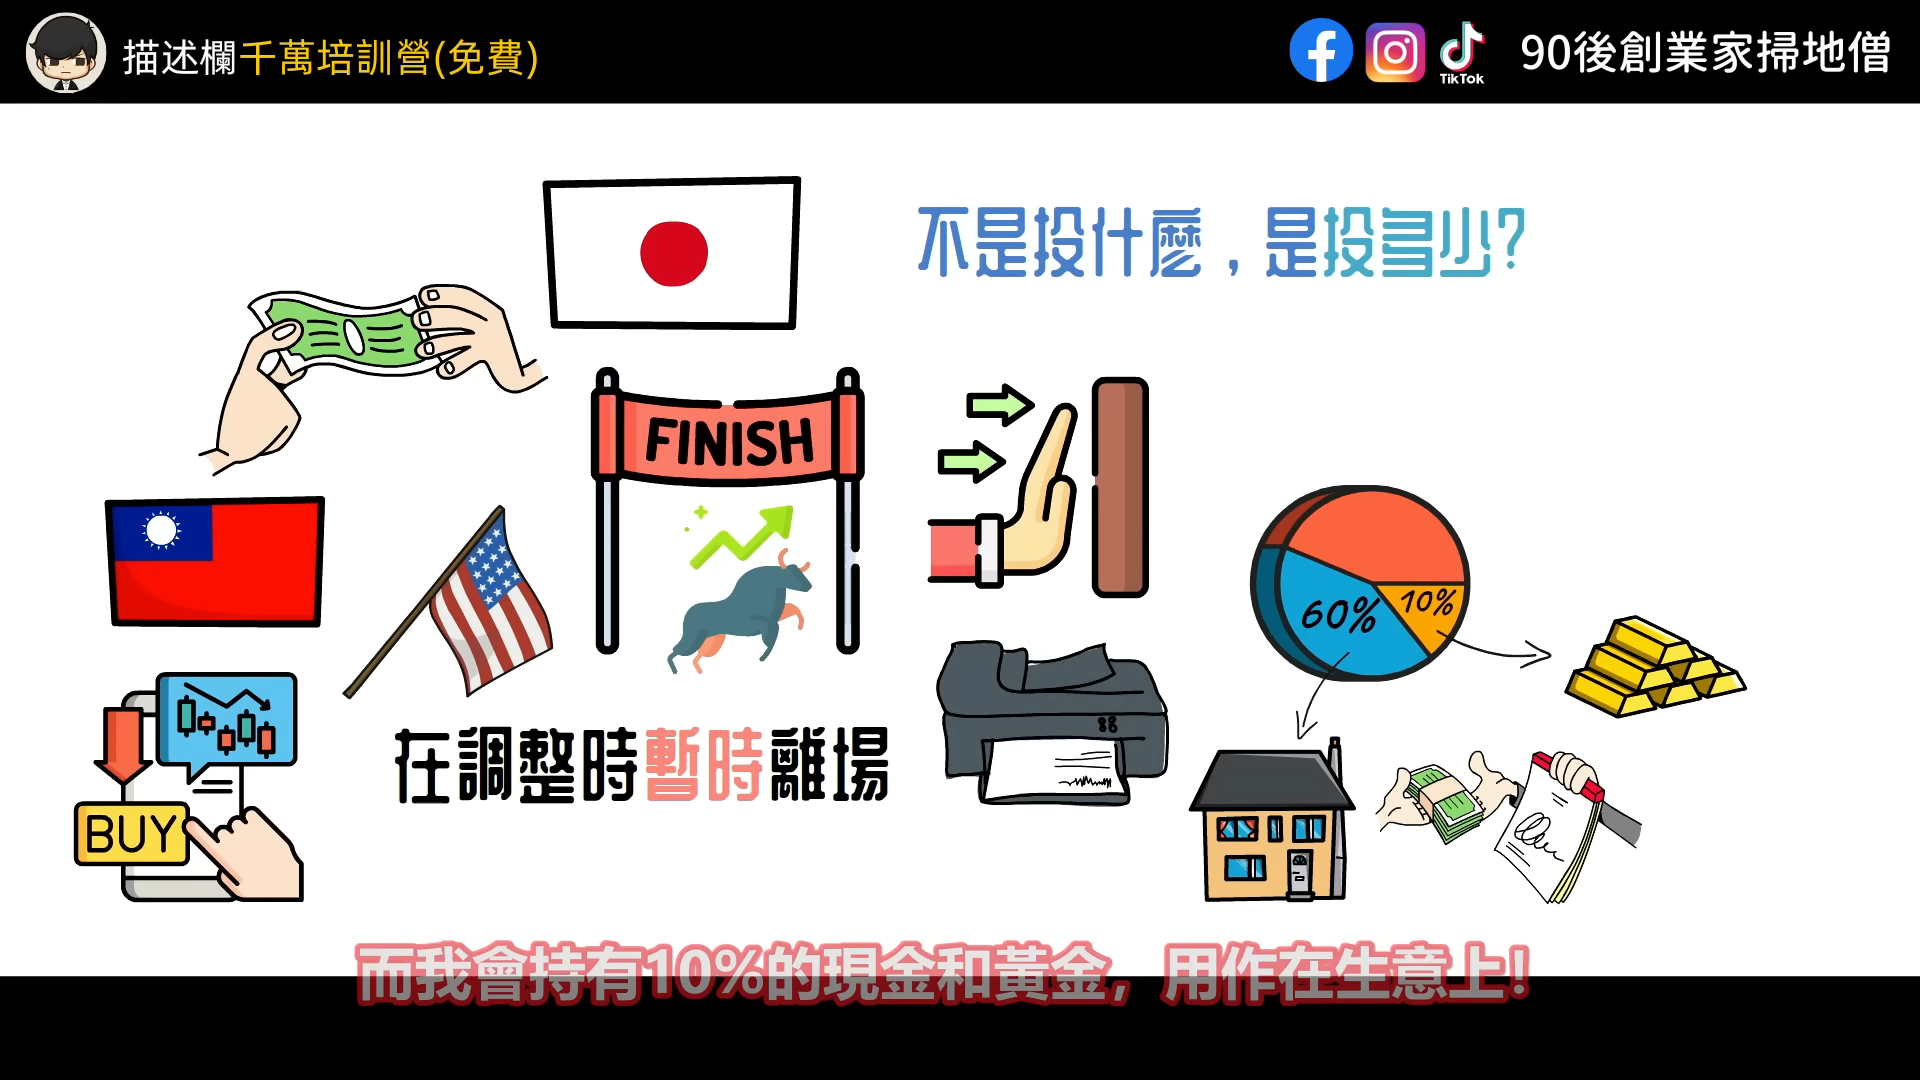 描述欄千萬培訓營(免費)
TikTok
90後創業家掃地僧
不是投什麼，是投多少？
FINISH
60%
10%
在調整時暫時離場
BUY
而我會持有10%的現金和黃金，用作在生意上！